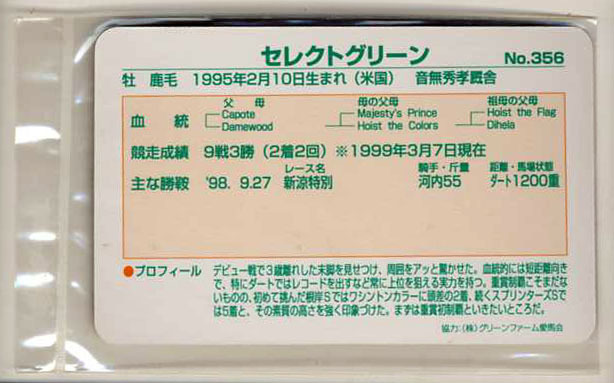 セレクトグリーン No.356
牡 鹿毛 1995年2月10日生まれ（米国） 音無秀孝厩舎
父 母 母の父母 祖母の父母
血統 Capote Majesty's Prince Hoist the Flag
Damewood Hoist the Colors Dihela
競走成績 9戦3勝（2着2回）※1999年3月7日現在
レース名 騎手・斤量 距離・馬場状態
主な勝鞍 '98. 9.27 新涼特別 河内55 ダート1200重
●プロフィール デビュー戦で3歳離れした末脚を見せつけ、周囲をアッと驚かせた。血統的には短距離向き
で、特にダートではレコードを出すなど常に上位を狙える実力を持つ。重賞制覇こそまだな
いものの、初めて挑んだ根岸Sではワシントンカラーに頭差の2着、続くスプリンターズSで
は5着と、その素質の高さを強く印象づけた。まずは重賞初制覇といきたいところだ。
協力：（株）グリーンファーム愛馬会